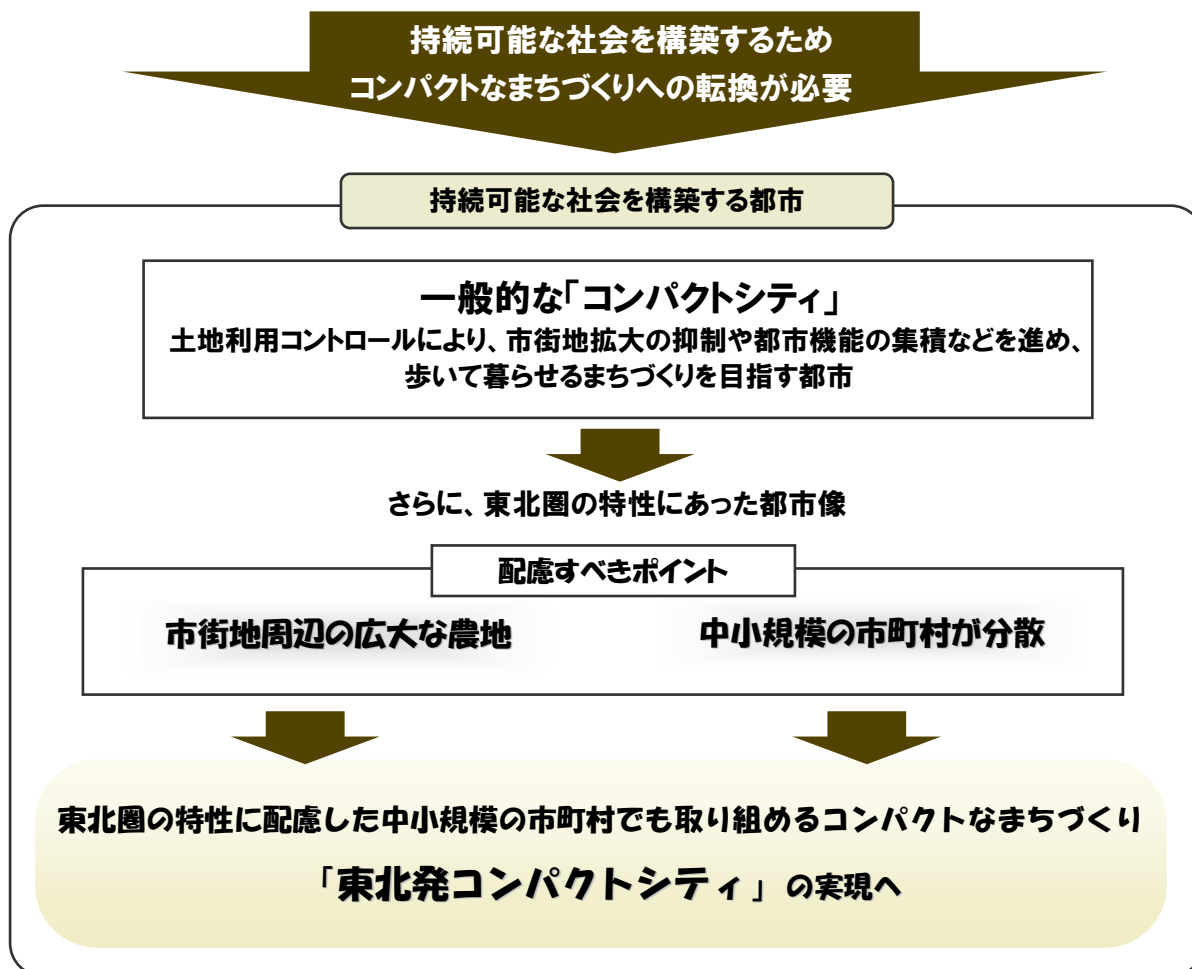 持続可能な社会を構築するため
コンパクトなまちづくりへの転換が必要
持続可能な社会を構築する都市
一般的な「コンパクトシティ」
土地利用コントロールにより、市街地拡大の抑制や都市機能の集積などを進め、
歩いて暮らせるまちづくりを目指す都市
さらに、東北圏の特性にあった都市像
配慮すべきポイント
市街地周辺の広大な農地
中小規模の市町村が分散
東北圏の特性に配慮した中小規模の市町村でも取り組めるコンパクトなまちづくり
「東北発コンパクトシティ」の実現へ